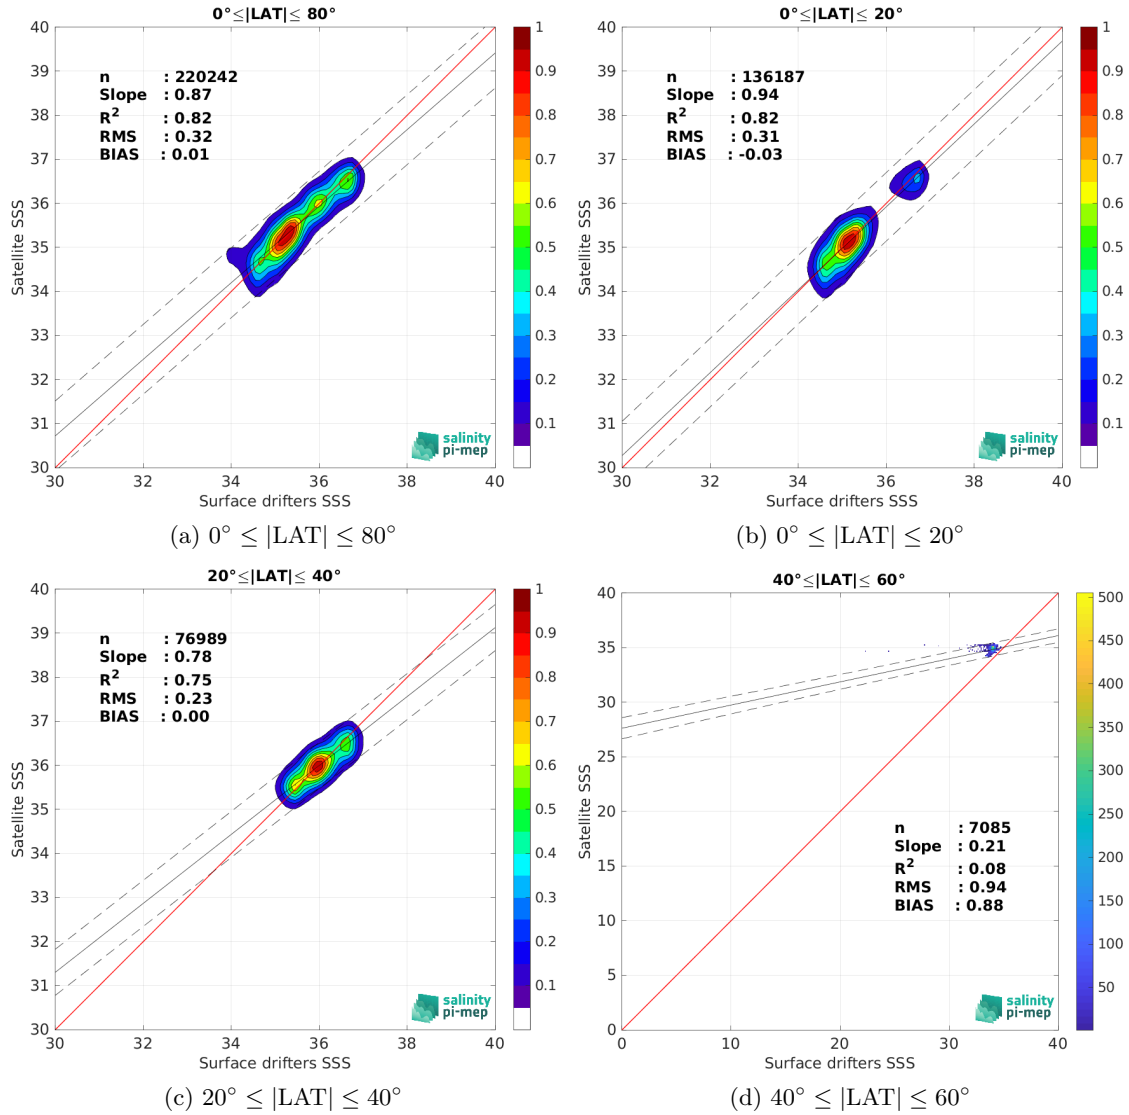 0°≤|LAT|≤ 80°
n : 220242
Slope : 0.87
R2 : 0.82
RMS : 0.32
BIAS : 0.01
Satellite SSS
40
39
38
37
36
35
34
33
32
31
30
30 32 34 36 38 40
Surface drifters SSS
1
0.9
0.8
0.7
0.6
0.5
0.4
0.3
0.2
0.1
salinity
pi-mep
(a) 0° ≤ |LAT| ≤ 80°
0°≤|LAT|≤ 20°
n : 136187
Slope : 0.94
R2 : 0.82
RMS : 0.31
BIAS : -0.03
Satellite SSS
40
39
38
37
36
35
34
33
32
31
30
30 32 34 36 38 40
Surface drifters SSS
1
0.9
0.8
0.7
0.6
0.5
0.4
0.3
0.2
0.1
salinity
pi-mep
(b) 0° ≤ |LAT| ≤ 20°
20°≤|LAT|≤ 40°
n : 76989
Slope : 0.78
R2 : 0.75
RMS : 0.23
BIAS : 0.00
Satellite SSS
40
39
38
37
36
35
34
33
32
31
30
30 32 34 36 38 40
Surface drifters SSS
1
0.9
0.8
0.7
0.6
0.5
0.4
0.3
0.2
0.1
salinity
pi-mep
(c) 20° ≤ |LAT| ≤ 40°
40°≤|LAT|≤ 60°
n : 7085
Slope : 0.21
R2 : 0.08
RMS : 0.94
BIAS : 0.88
Satellite SSS
40
35
30
25
20
15
10
5
0
0 10 20 30 40
Surface drifters SSS
500
450
400
350
300
250
200
150
100
50
salinity
pi-mep
(d) 40° ≤ |LAT| ≤ 60°